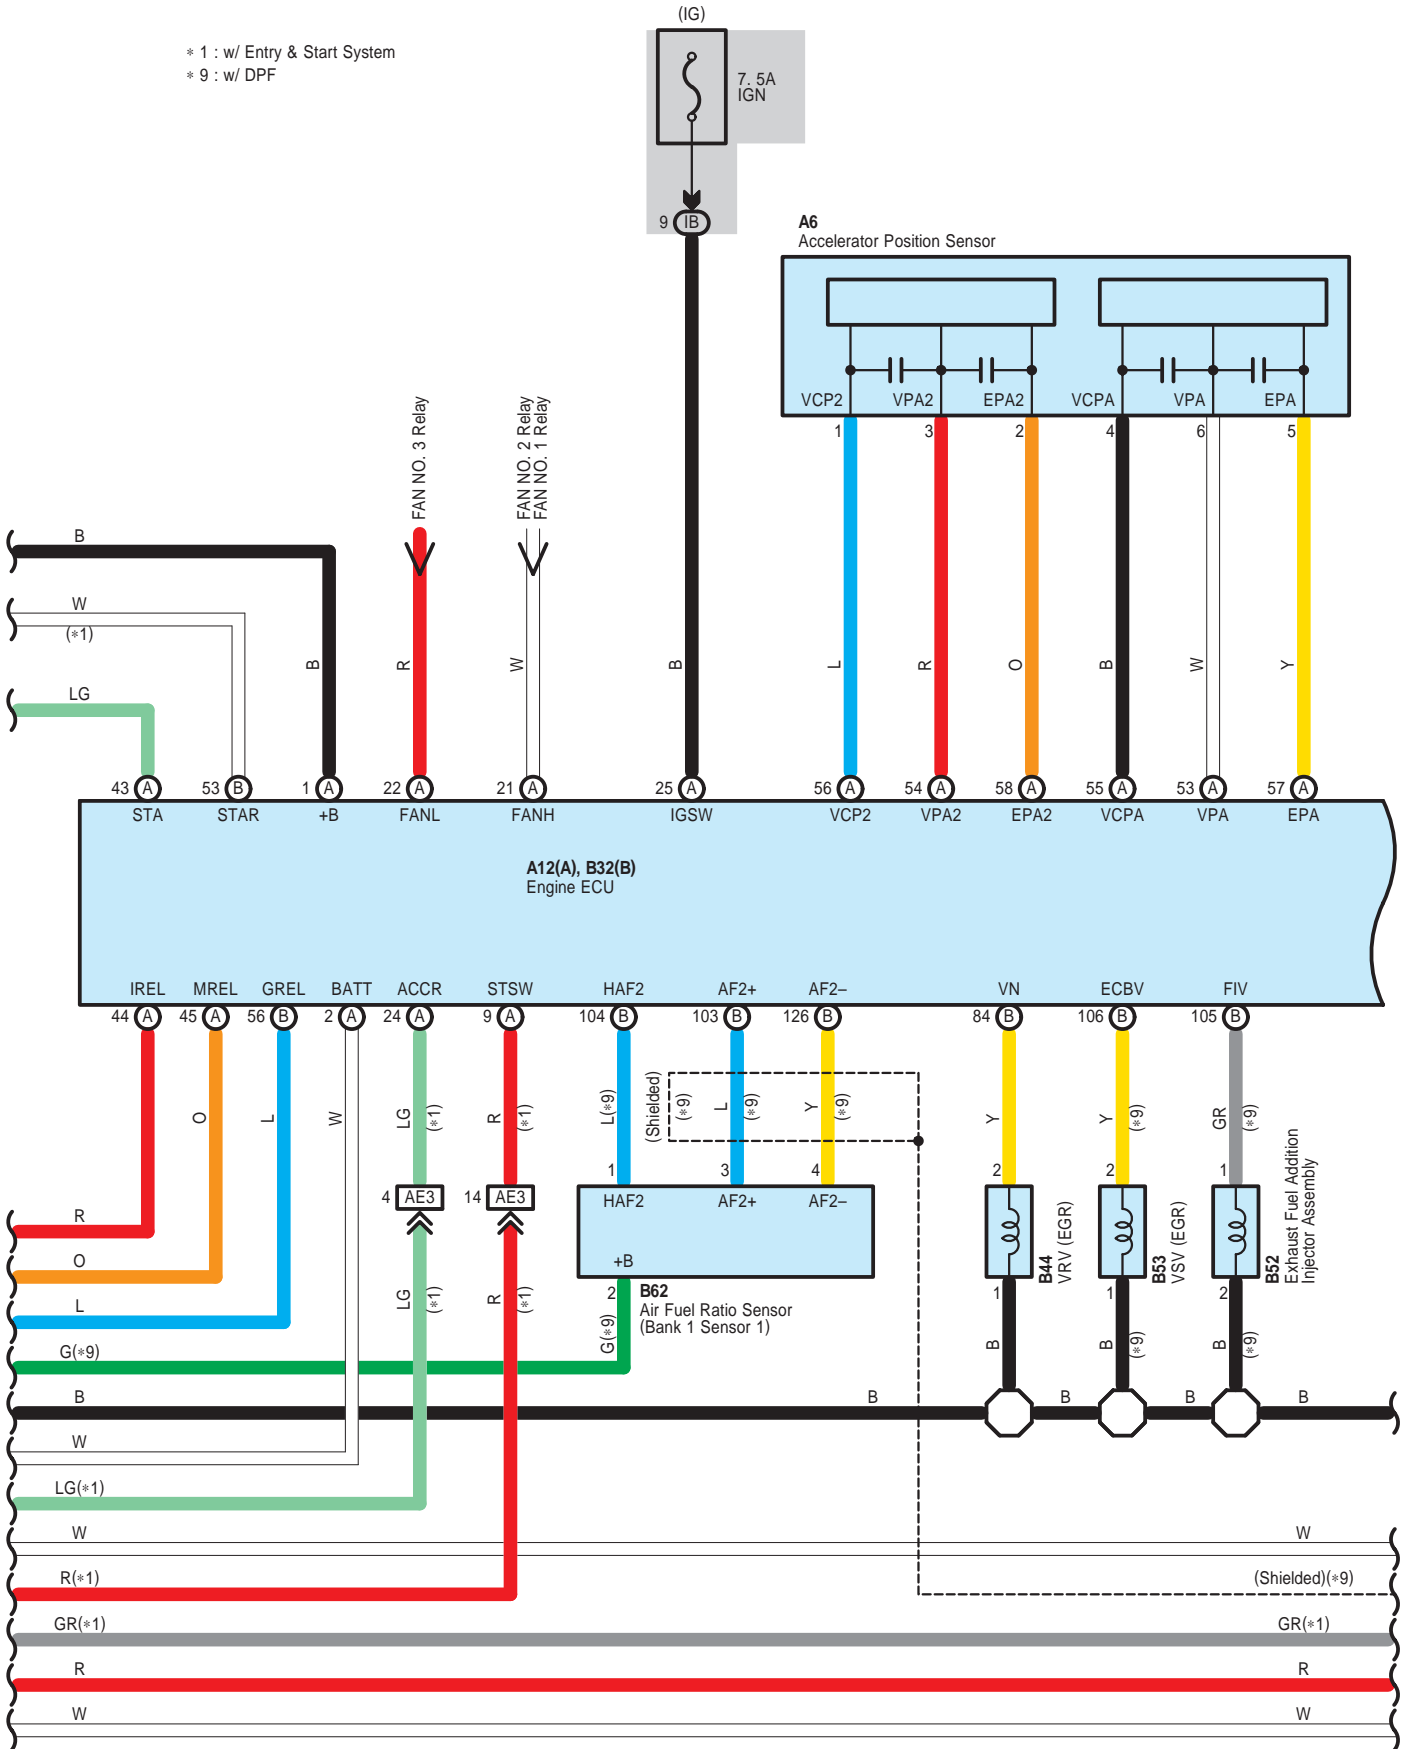 (IG)
∗ 1 : w/ Entry & Start System
∗ 9 : w/ DPF
7. 5A
IGN
9 IB
A6
Accelerator Position Sensor
VCP2 VPA2 EPA2 VCPA VPA EPA
1 3 2 4 6 5
FAN NO. 3 Relay
FAN NO. 2 Relay
FAN NO. 1 Relay
B
W
(∗1)
LG
B R W B L R O B W Y
43 A 53 B 1 A 22 A 21 A 25 A 56 A 54 A 58 A 55 A 53 A 57 A
STA STAR +B FANL FANH IGSW VCP2 VPA2 EPA2 VCPA VPA EPA
A12(A), B32(B)
Engine ECU
IREL MREL GREL BATT ACCR STSW HAF2 AF2+ AF2– VN ECBV FIV
44 A 45 A 56 B 2 A 24 A 9 A 104 B 103 B 126 B 84 B 106 B 105 B
O L W LG (∗1) R (∗1) L(∗9) (Shielded) (∗9) L (∗9) Y (∗9) Y Y (∗9) GR (∗9)
1 3 4 2 2 1
4 AE3 14 AE3
HAF2 AF2+ AF2–
+B
2
B62
Air Fuel Ratio Sensor
(Bank 1 Sensor 1)
B44
VRV (EGR)
B53
VSV (EGR)
B52
Exhaust Fuel Addition
Injector Assembly
1 1 2
LG (∗1) R (∗1) G(∗9) B B (∗9) B (∗9)
R
O
L
G(∗9)
B B B B B
W
LG(∗1)
W W
R(∗1) (Shielded)(∗9)
GR(∗1) GR(∗1)
R R
W W